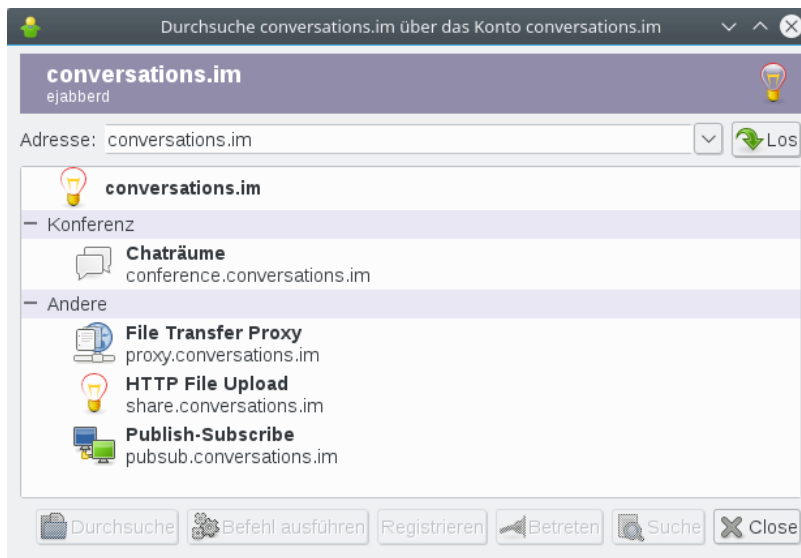 Durchsuche conversations.im über das Konto conversations.im
conversations.im
ejabberd
Adresse: conversations.im Los
conversations.im
Konferenz
Chaträume
conference.conversations.im
Andere
File Transfer Proxy
proxy.conversations.im
HTTP File Upload
share.conversations.im
Publish-Subscribe
pubsub.conversations.im
Durchsuche Befehl ausführen Registrieren Betreten Suche Close